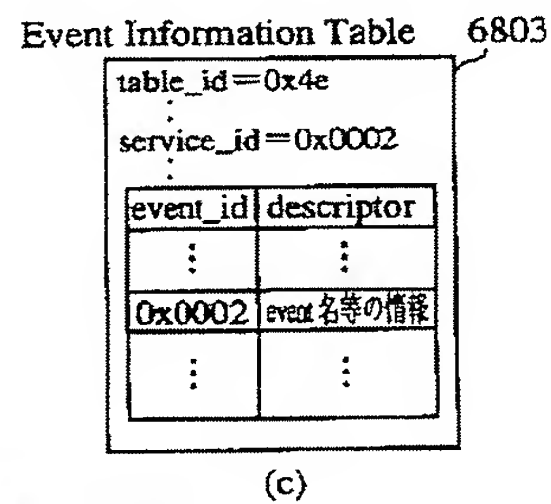 Event Information Table 6803
table_id=0x4e
⋮
service_id=0x0002
⋮
event_id descriptor
⋮ ⋮
0x0002 event名等の情報
⋮ ⋮
(c)